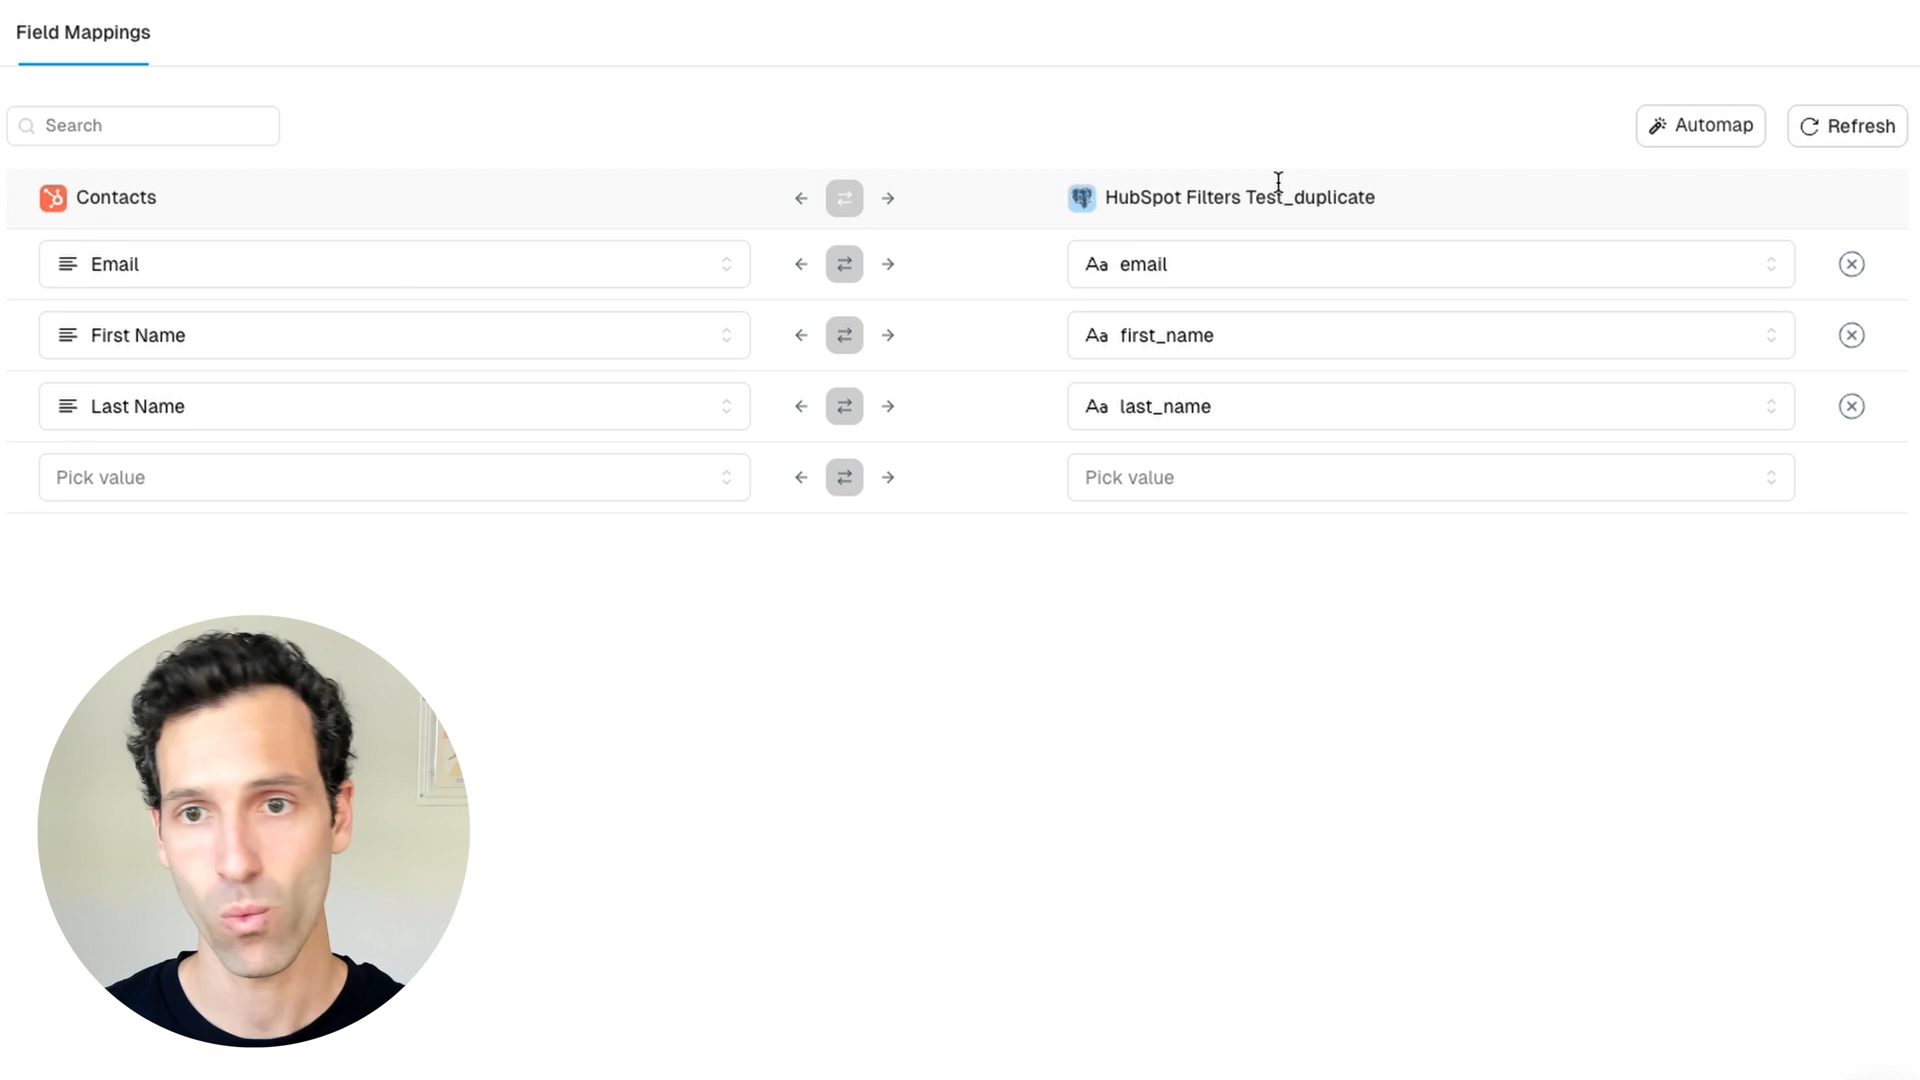 Field Mappings
Search
Automap
Refresh
Contacts
HubSpot Filters Test_duplicate
Email
Aa email
First Name
Aa first_name
Last Name
Aa last_name
Pick value
Pick value